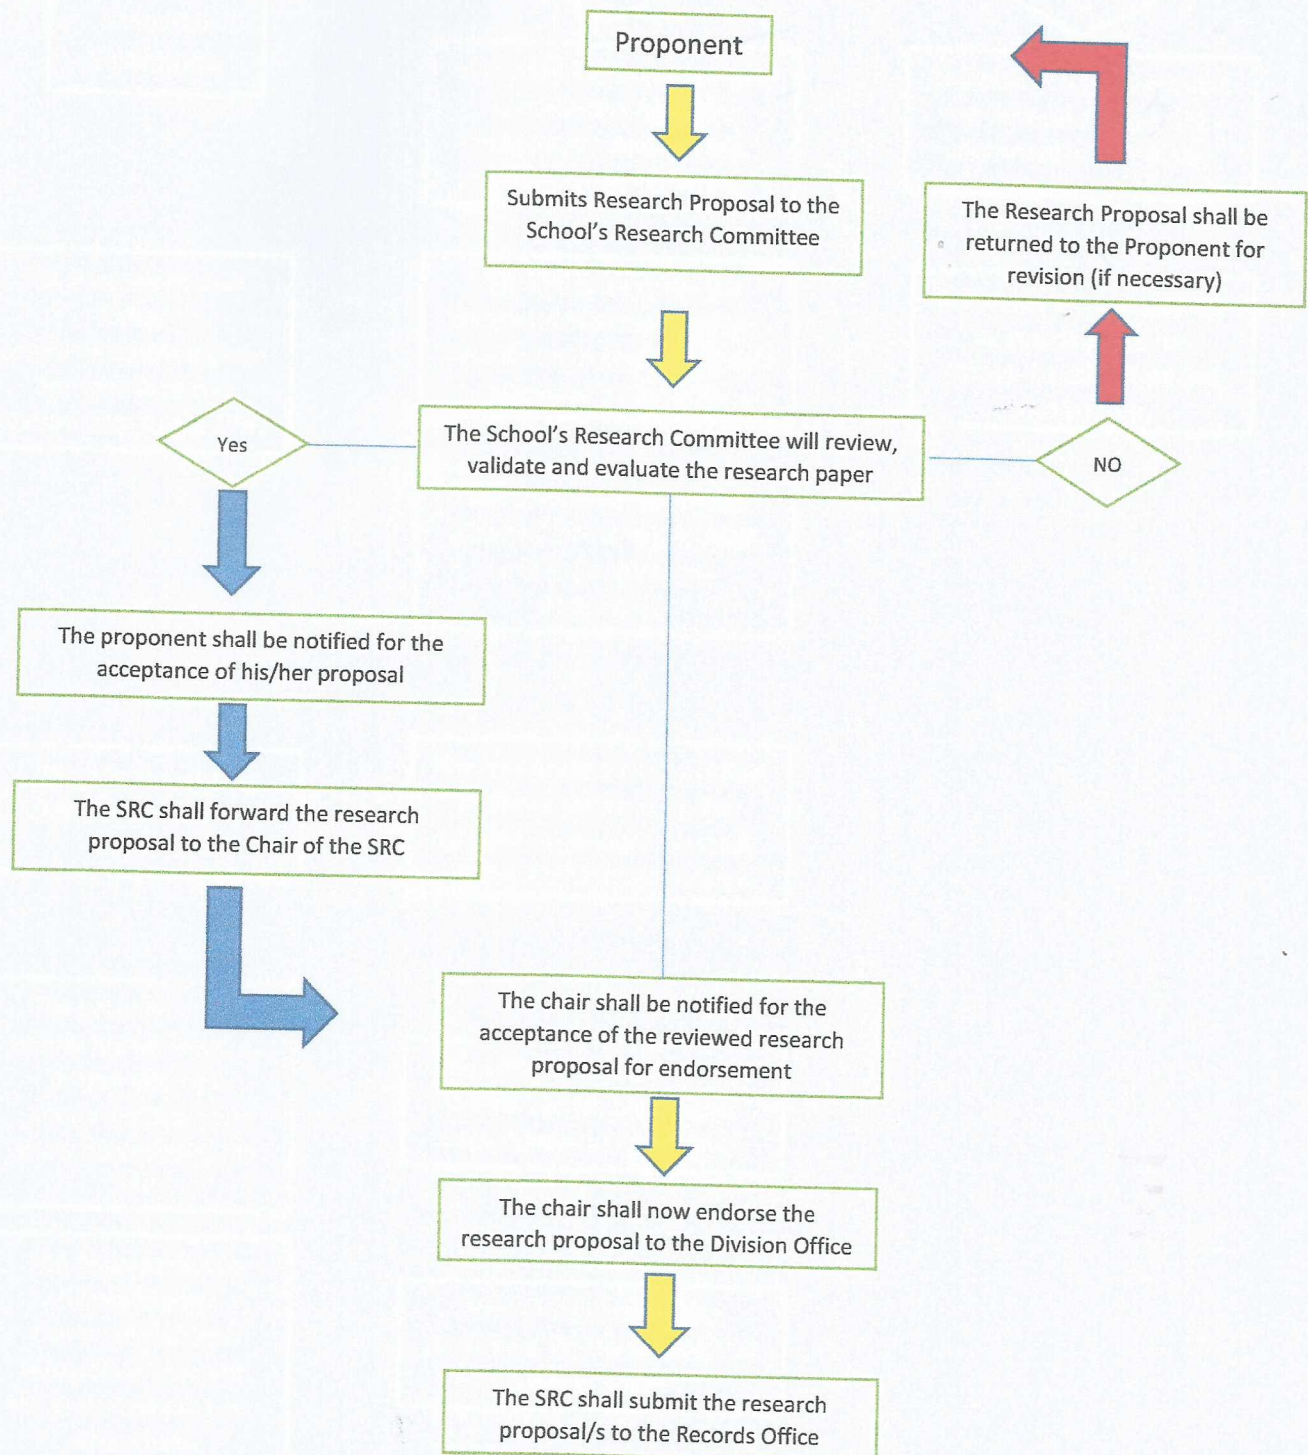 Proponent
Submits Research Proposal to the
School's Research Committee
The Research Proposal shall be
returned to the Proponent for
revision (if necessary)
Yes
The School's Research Committee will review,
validate and evaluate the research paper
NO
The proponent shall be notified for the
acceptance of his/her proposal
The SRC shall forward the research
proposal to the Chair of the SRC
The chair shall be notified for the
acceptance of the reviewed research
proposal for endorsement
The chair shall now endorse the
research proposal to the Division Office
The SRC shall submit the research
proposal/s to the Records Office